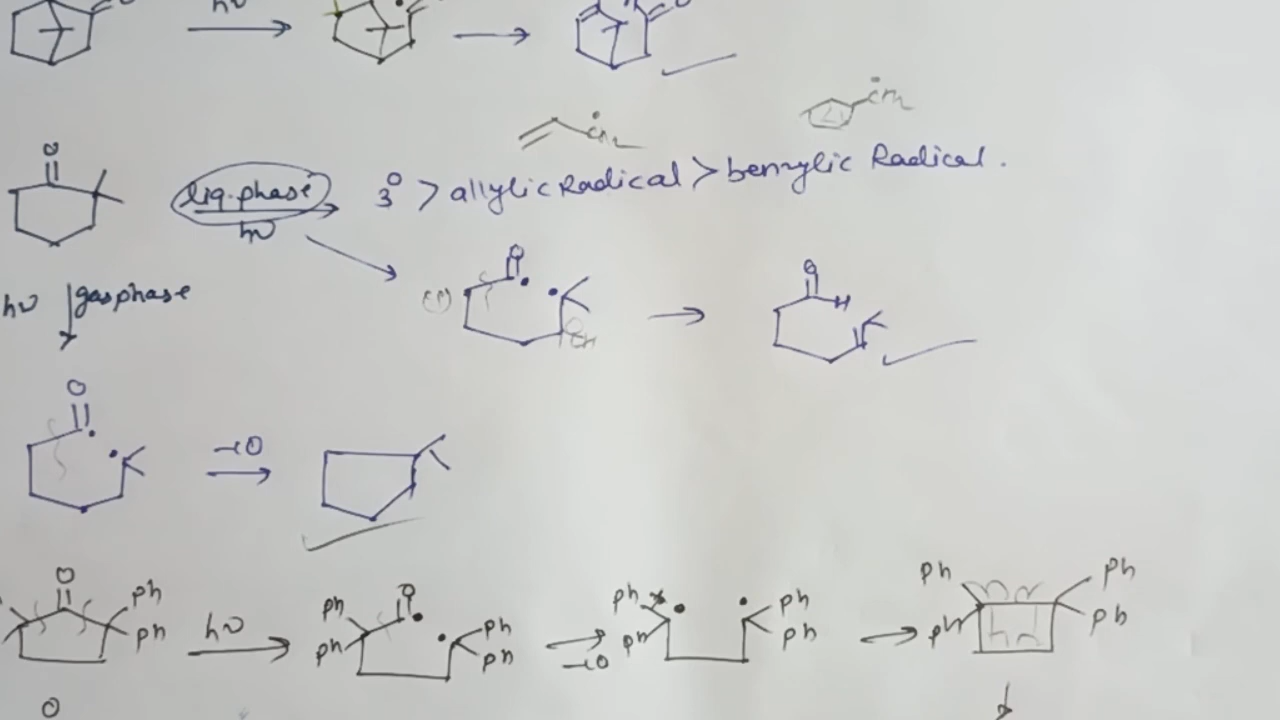 hν
O
liq. phase
hν
3° > allylic Radical > benzylic Radical.
hν
gas phase
O
O
H
O
-CO
O
Ph
Ph
hν
Ph
O
Ph
Ph
Ph
-CO
Ph
Ph
Ph
Ph
Ph
Ph
Ph
Ph
O